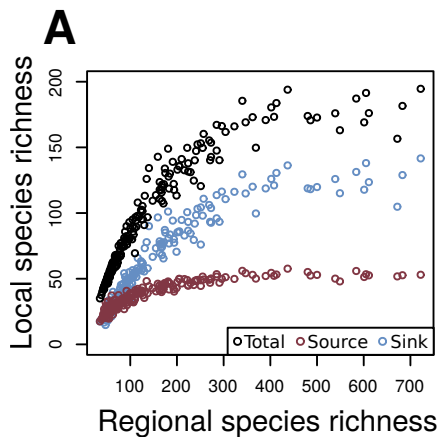 A
Local species richness
200
150
100
50
0
Total Source Sink
100 200 300 400 500 600 700
Regional species richness